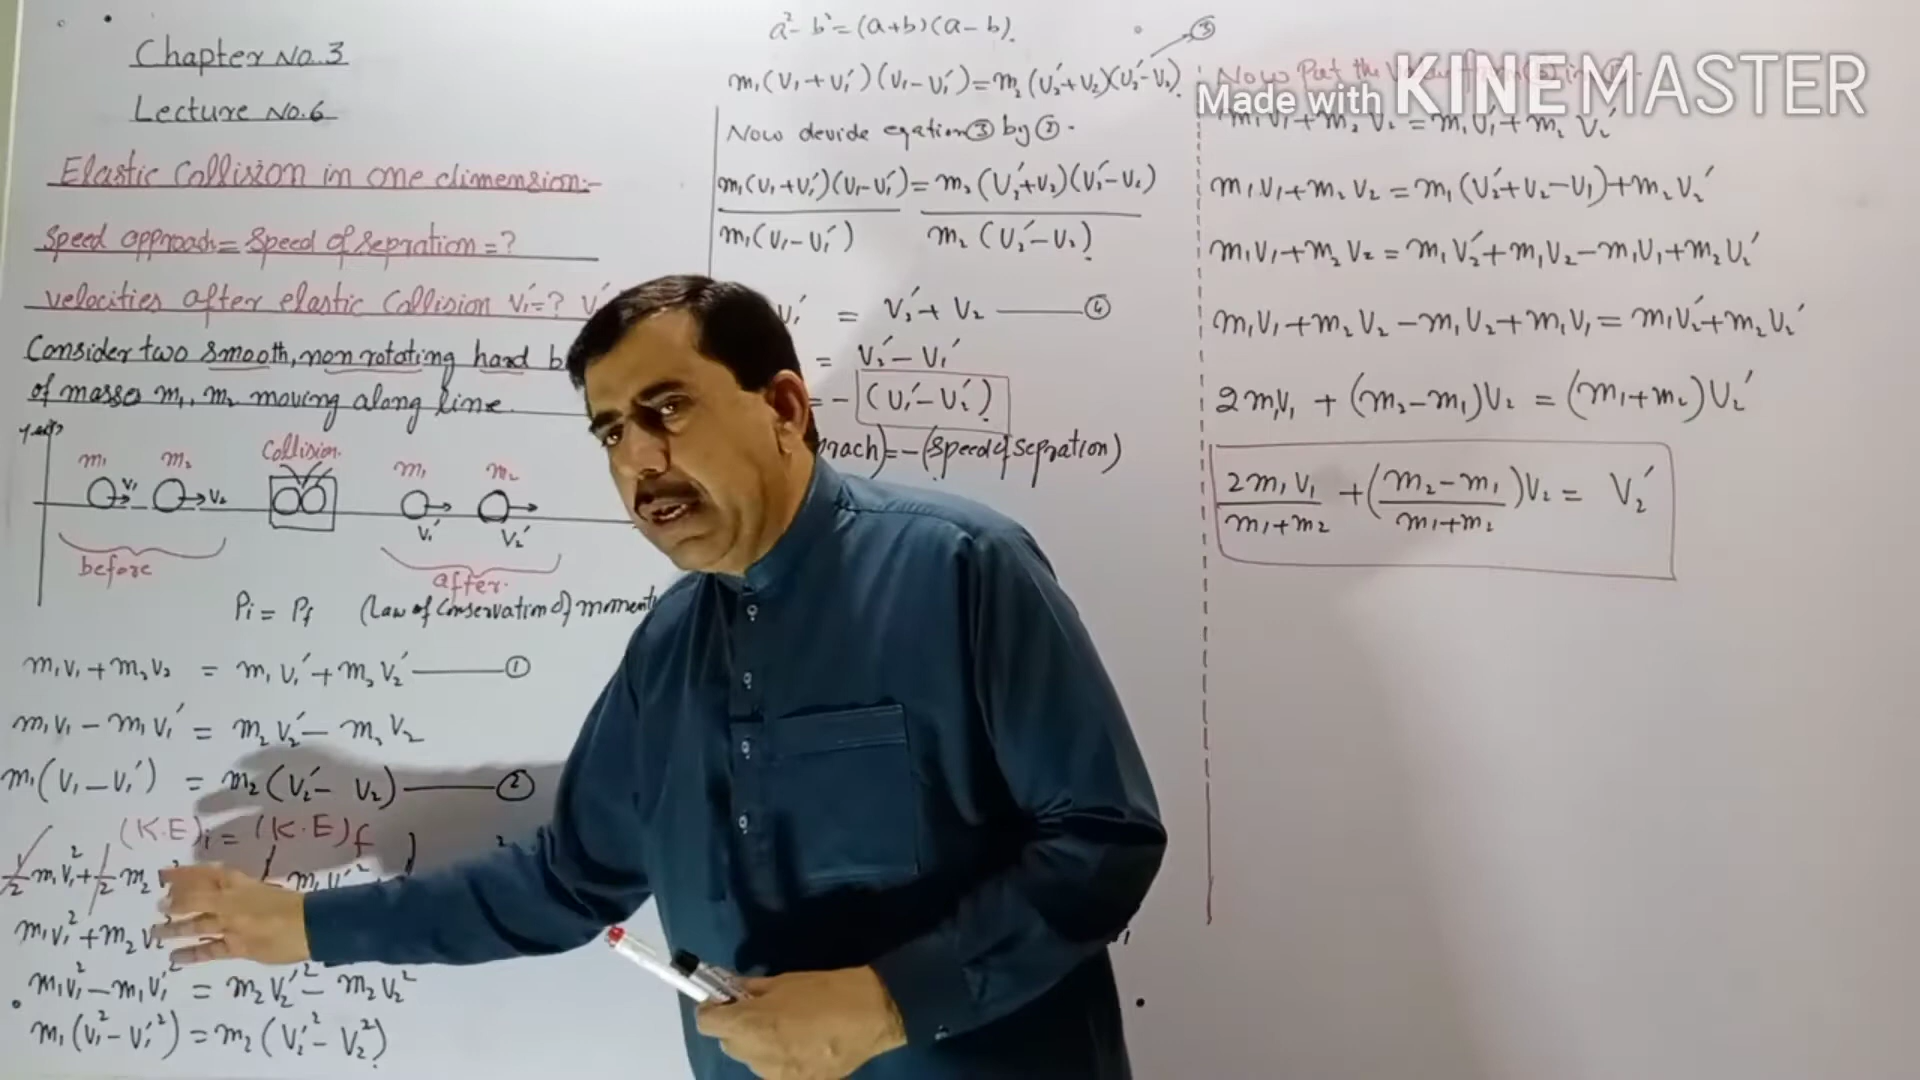 Chapter No.3
Lecture No.6
Elastic Collision in one dimension:-
Speed approach = Speed of Sepration = ?
velocities after elastic Collision V₁′=? V
Consider two smooth, non rotating hard b
of masses m₁, m₂ moving along line.
m₁ m₂ Collision. m₁ m₂
V₁ V₂ V₁′ V₂′
before after.
Pi = Pf (Law of Conservation of moment
m₁V₁ + m₂V₂ = m₁V₁′ + m₂V₂′ ——— ①
m₁V₁ − m₁V₁′ = m₂V₂′ − m₂V₂
m₁(V₁ − V₁′) = m₂(V₂′ − V₂) ——— ②
(K.E)i = (K.E)f
½ m₁V₁² + ½ m₂
m₁V₁² + m₂V₂
m₁V₁² − m₁V₁′² = m₂V₂′² − m₂V₂²
m₁(V₁² − V₁′²) = m₂(V₂′² − V₂²)
a² − b² = (a+b)(a−b).
③
m₁(V₁ + V₁′)(V₁ − V₁′) = m₂(V₂′ + V₂)(V₂′ − V₂).
Now devide eqation ③ by ②.
m₁(V₁ + V₁′)(V₁ − V₁′) = m₂(V₂′ + V₂)(V₂′ − V₂)
m₁(V₁ − V₁′) m₂(V₂′ − V₂).
V₁′ = V₂′ + V₂ ——— ④
= V₂′ − V₁′
= −(V₁′ − V₂′)
proach) = −(Speed of Sepration)
Now Put the
Made with KINEMASTER
m₁V₁ + m₂V₂ = m₁V₁′ + m₂V₂′
m₁V₁ + m₂V₂ = m₁(V₂′ + V₂ − V₁) + m₂V₂′
m₁V₁ + m₂V₂ = m₁V₂′ + m₁V₂ − m₁V₁ + m₂V₂′
m₁V₁ + m₂V₂ − m₁V₂ + m₁V₁ = m₁V₂′ + m₂V₂′
2m₁V₁ + (m₂ − m₁)V₂ = (m₁ + m₂)V₂′
2m₁V₁ + (m₂ − m₁)V₂ = V₂′
m₁ + m₂ m₁ + m₂